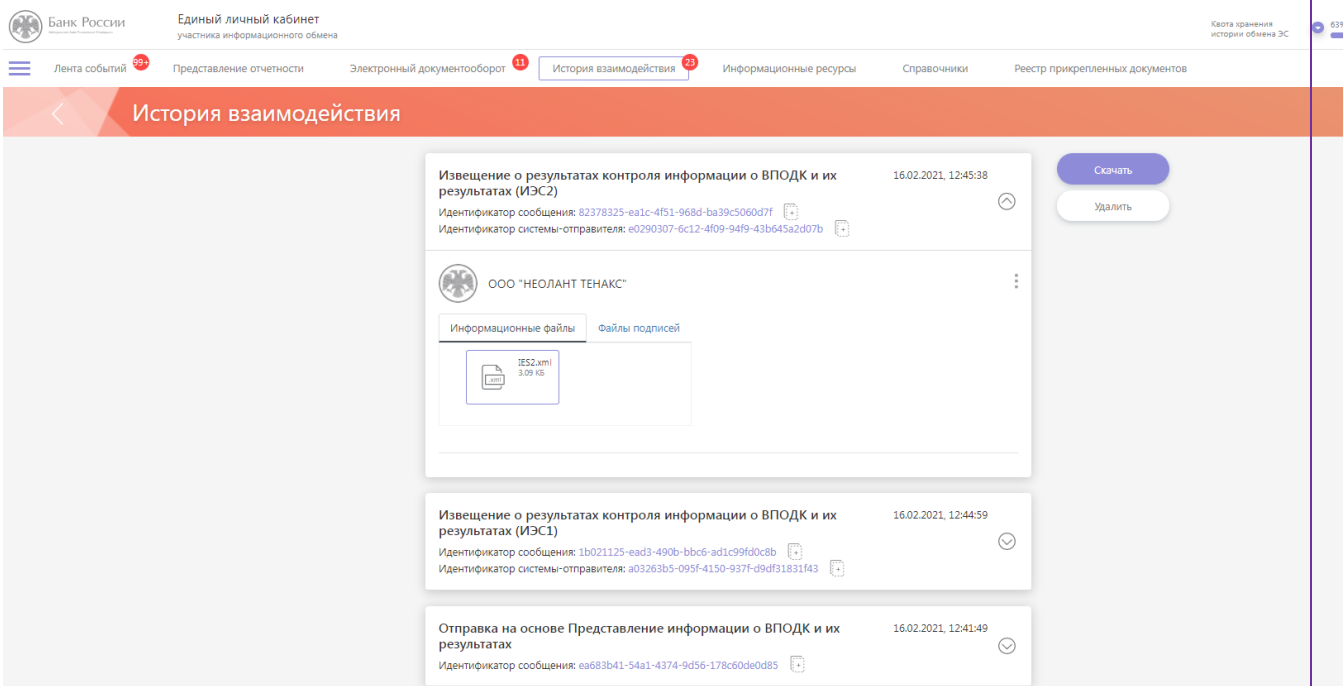 Банк России
Единый личный кабинет
участника информационного обмена
Квота хранения
истории обмена ЭС
63%
Лента событий 99+
Представление отчетности
Электронный документооборот 11
История взаимодействия 23
Информационные ресурсы
Справочники
Реестр прикрепленных документов
История взаимодействия
Извещение о результатах контроля информации о ВПОДК и их
результатах (ИЭС2)
16.02.2021, 12:45:38
Идентификатор сообщения: 82378325-ea1c-4f51-968d-ba39c5060d7f
Идентификатор системы-отправителя: e0290307-6c12-4f09-94f9-43b645a2d07b
Скачать
Удалить
ООО "НЕОЛАНТ ТЕНАКС"
Информационные файлы
Файлы подписей
.xml
IES2.xml
3.09 КБ
Извещение о результатах контроля информации о ВПОДК и их
результатах (ИЭС1)
16.02.2021, 12:44:59
Идентификатор сообщения: 1b021125-ead3-490b-bbc6-ad1c99fd0c8b
Идентификатор системы-отправителя: a03263b5-095f-4150-937f-d9df31831f43
Отправка на основе Представление информации о ВПОДК и их
результатах
16.02.2021, 12:41:49
Идентификатор сообщения: ea683b41-54a1-4374-9d56-178c60de0d85